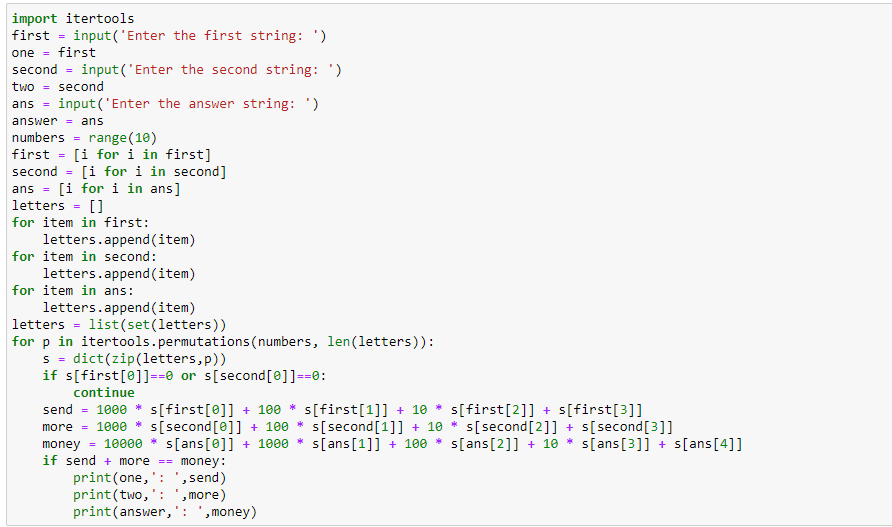 import itertools
first = input('Enter the first string: ')
one = first
second = input('Enter the second string: ')
two = second
ans = input('Enter the answer string: ')
answer = ans
numbers = range(10)
first = [i for i in first]
second = [i for i in second]
ans = [i for i in ans]
letters = []
for item in first:
    letters.append(item)
for item in second:
    letters.append(item)
for item in ans:
    letters.append(item)
letters = list(set(letters))
for p in itertools.permutations(numbers, len(letters)):
    s = dict(zip(letters,p))
    if s[first[0]]==0 or s[second[0]]==0:
        continue
    send = 1000 * s[first[0]] + 100 * s[first[1]] + 10 * s[first[2]] + s[first[3]]
    more = 1000 * s[second[0]] + 100 * s[second[1]] + 10 * s[second[2]] + s[second[3]]
    money = 10000 * s[ans[0]] + 1000 * s[ans[1]] + 100 * s[ans[2]] + 10 * s[ans[3]] + s[ans[4]]
    if send + more == money:
        print(one,': ',send)
        print(two,': ',more)
        print(answer,': ',money)